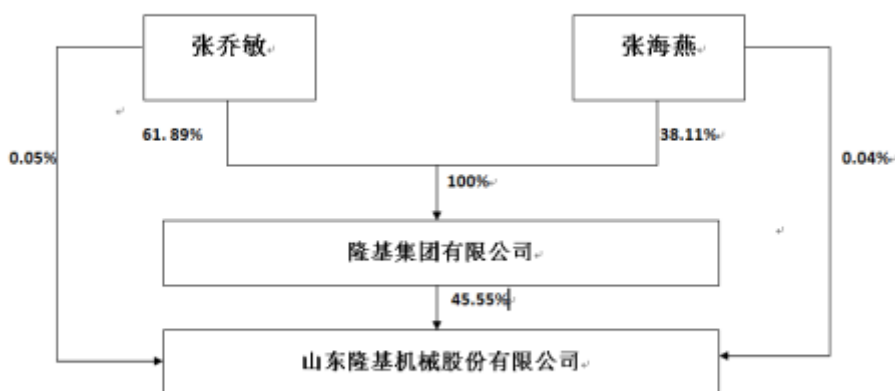 张乔敏
张海燕
61.89%
38.11%
0.05%
0.04%
100%
隆基集团有限公司
45.55%
山东隆基机械股份有限公司